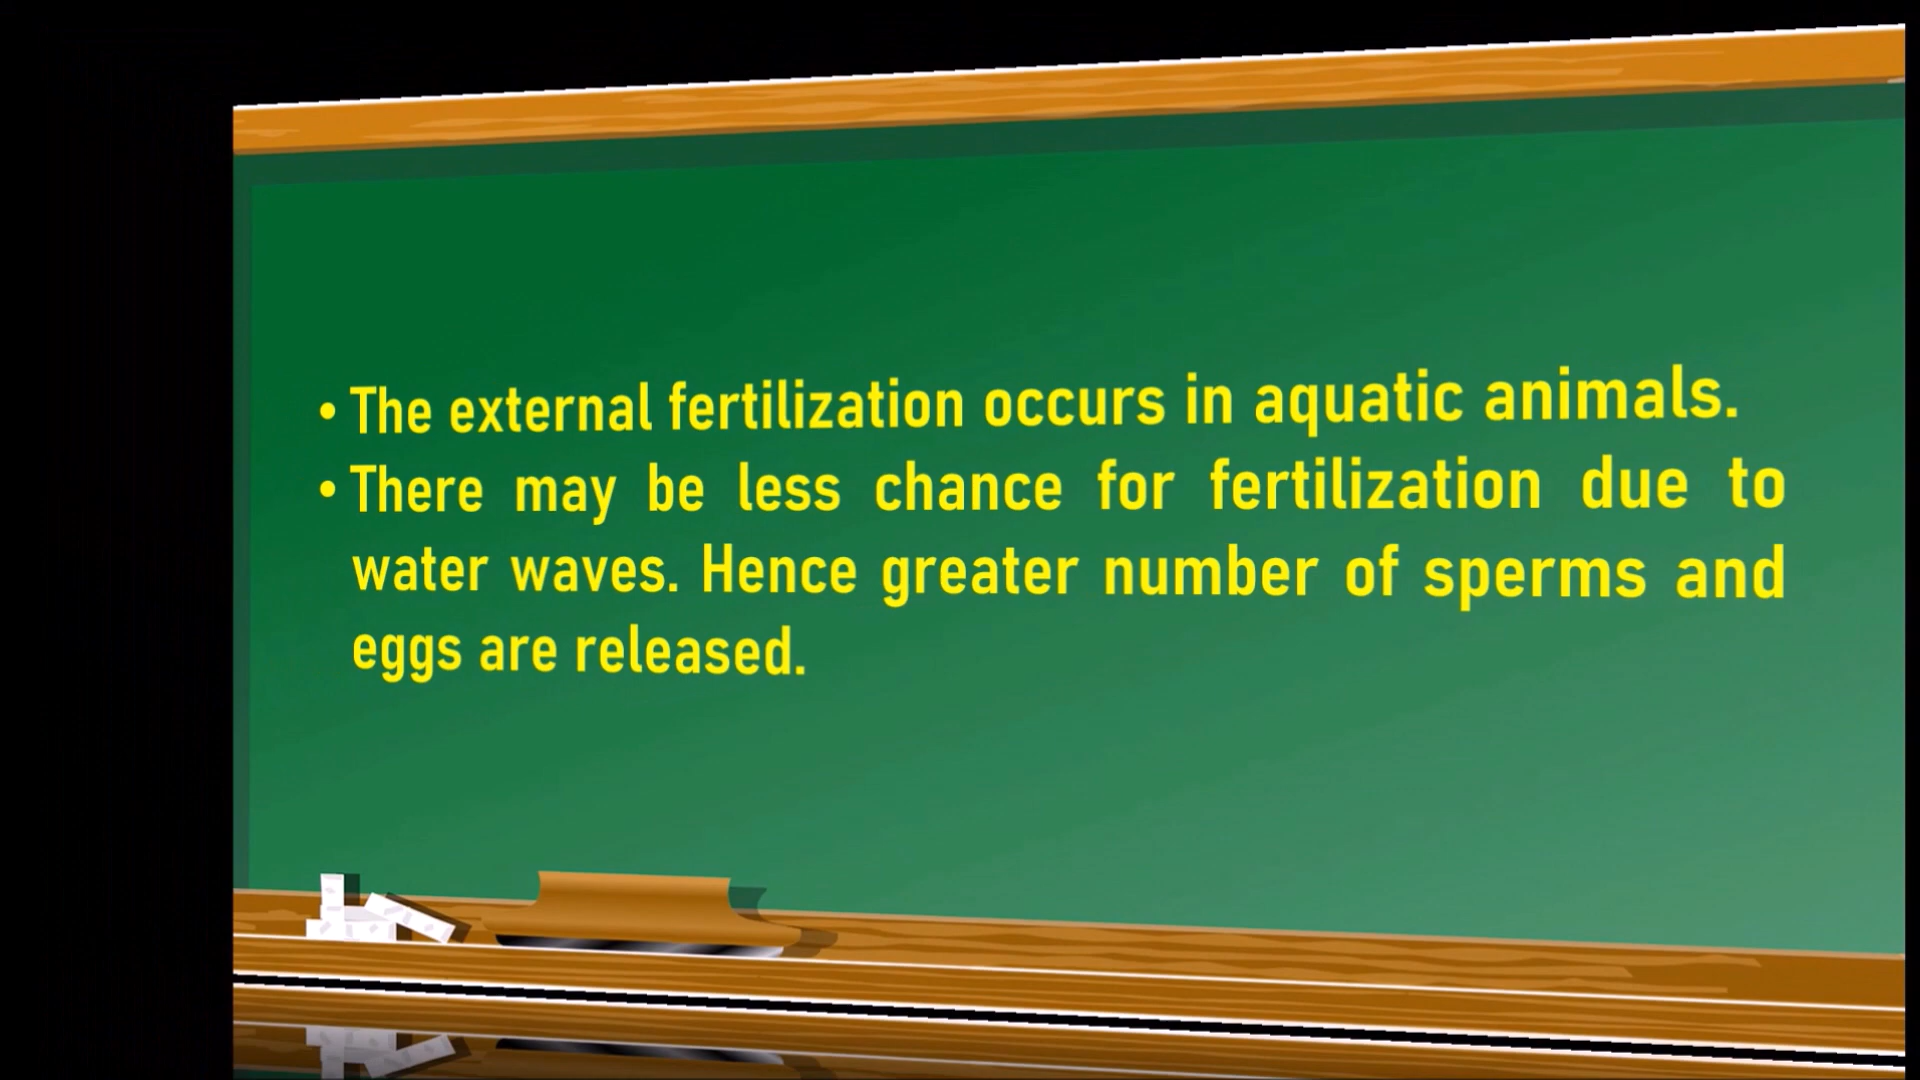 • The external fertilization occurs in aquatic animals.
• There may be less chance for fertilization due to
water waves. Hence greater number of sperms and
eggs are released.